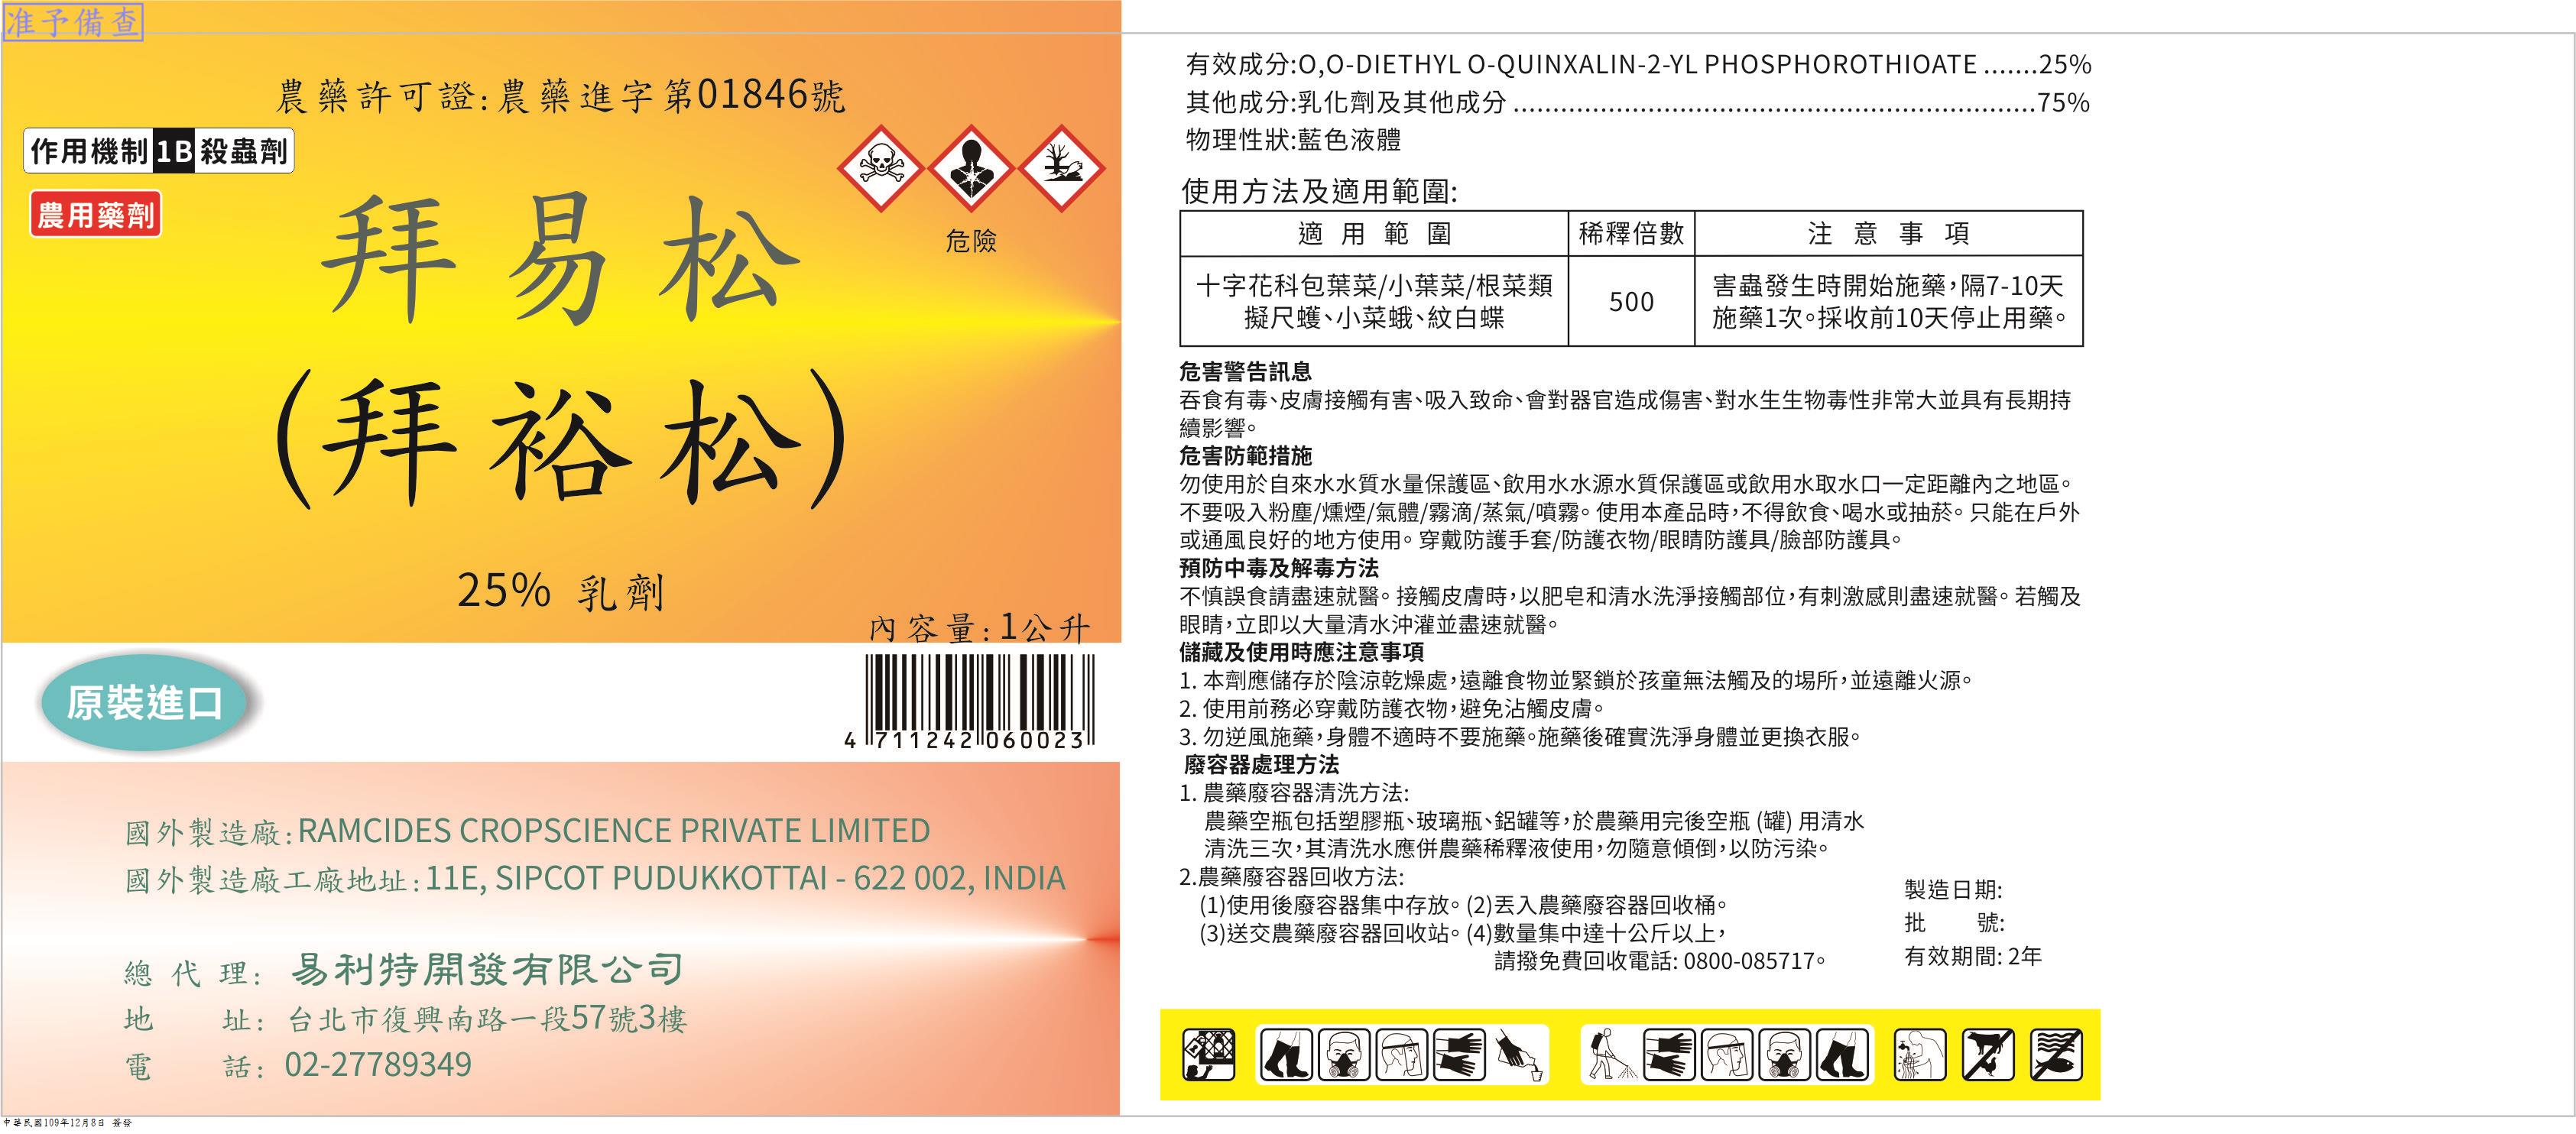 准予備查
農藥許可證:農藥進字第01846號
作用機制 1B 殺蟲劑
農用藥劑
危險
拜易松
(拜裕松)
25% 乳劑
內容量:1公升
原裝進口
4 711242 060023
國外製造廠:RAMCIDES CROPSCIENCE PRIVATE LIMITED
國外製造廠工廠地址:11E, SIPCOT PUDUKKOTTAI - 622 002, INDIA
總代理: 易利特開發有限公司
地 址: 台北市復興南路一段57號3樓
電 話: 02-27789349
中華民國109年12月8日 簽發
有效成分:O,O-DIETHYL O-QUINXALIN-2-YL PHOSPHOROTHIOATE .......25%
其他成分:乳化劑及其他成分 ..................................................................75%
物理性狀:藍色液體
使用方法及適用範圍:
適用範圍 稀釋倍數 注意事項
十字花科包葉菜/小葉菜/根菜類 500 害蟲發生時開始施藥,隔7-10天
擬尺蠖、小菜蛾、紋白蝶 施藥1次。採收前10天停止用藥。
危害警告訊息
吞食有毒、皮膚接觸有害、吸入致命、會對器官造成傷害、對水生生物毒性非常大並具有長期持
續影響。
危害防範措施
勿使用於自來水水質水量保護區、飲用水水源水質保護區或飲用水取水口一定距離內之地區。
不要吸入粉塵/燻煙/氣體/霧滴/蒸氣/噴霧。使用本產品時,不得飲食、喝水或抽菸。只能在戶外
或通風良好的地方使用。穿戴防護手套/防護衣物/眼睛防護具/臉部防護具。
預防中毒及解毒方法
不慎誤食請盡速就醫。接觸皮膚時,以肥皂和清水洗淨接觸部位,有刺激感則盡速就醫。若觸及
眼睛,立即以大量清水沖灌並盡速就醫。
儲藏及使用時應注意事項
1. 本劑應儲存於陰涼乾燥處,遠離食物並緊鎖於孩童無法觸及的場所,並遠離火源。
2. 使用前務必穿戴防護衣物,避免沾觸皮膚。
3. 勿逆風施藥,身體不適時不要施藥。施藥後確實洗淨身體並更換衣服。
廢容器處理方法
1. 農藥廢容器清洗方法:
農藥空瓶包括塑膠瓶、玻璃瓶、鋁罐等,於農藥用完後空瓶 (罐) 用清水
清洗三次,其清洗水應併農藥稀釋液使用,勿隨意傾倒,以防污染。
2.農藥廢容器回收方法:
(1)使用後廢容器集中存放。(2)丟入農藥廢容器回收桶。
(3)送交農藥廢容器回收站。(4)數量集中達十公斤以上,
請撥免費回收電話: 0800-085717。
製造日期:
批 號:
有效期間: 2年